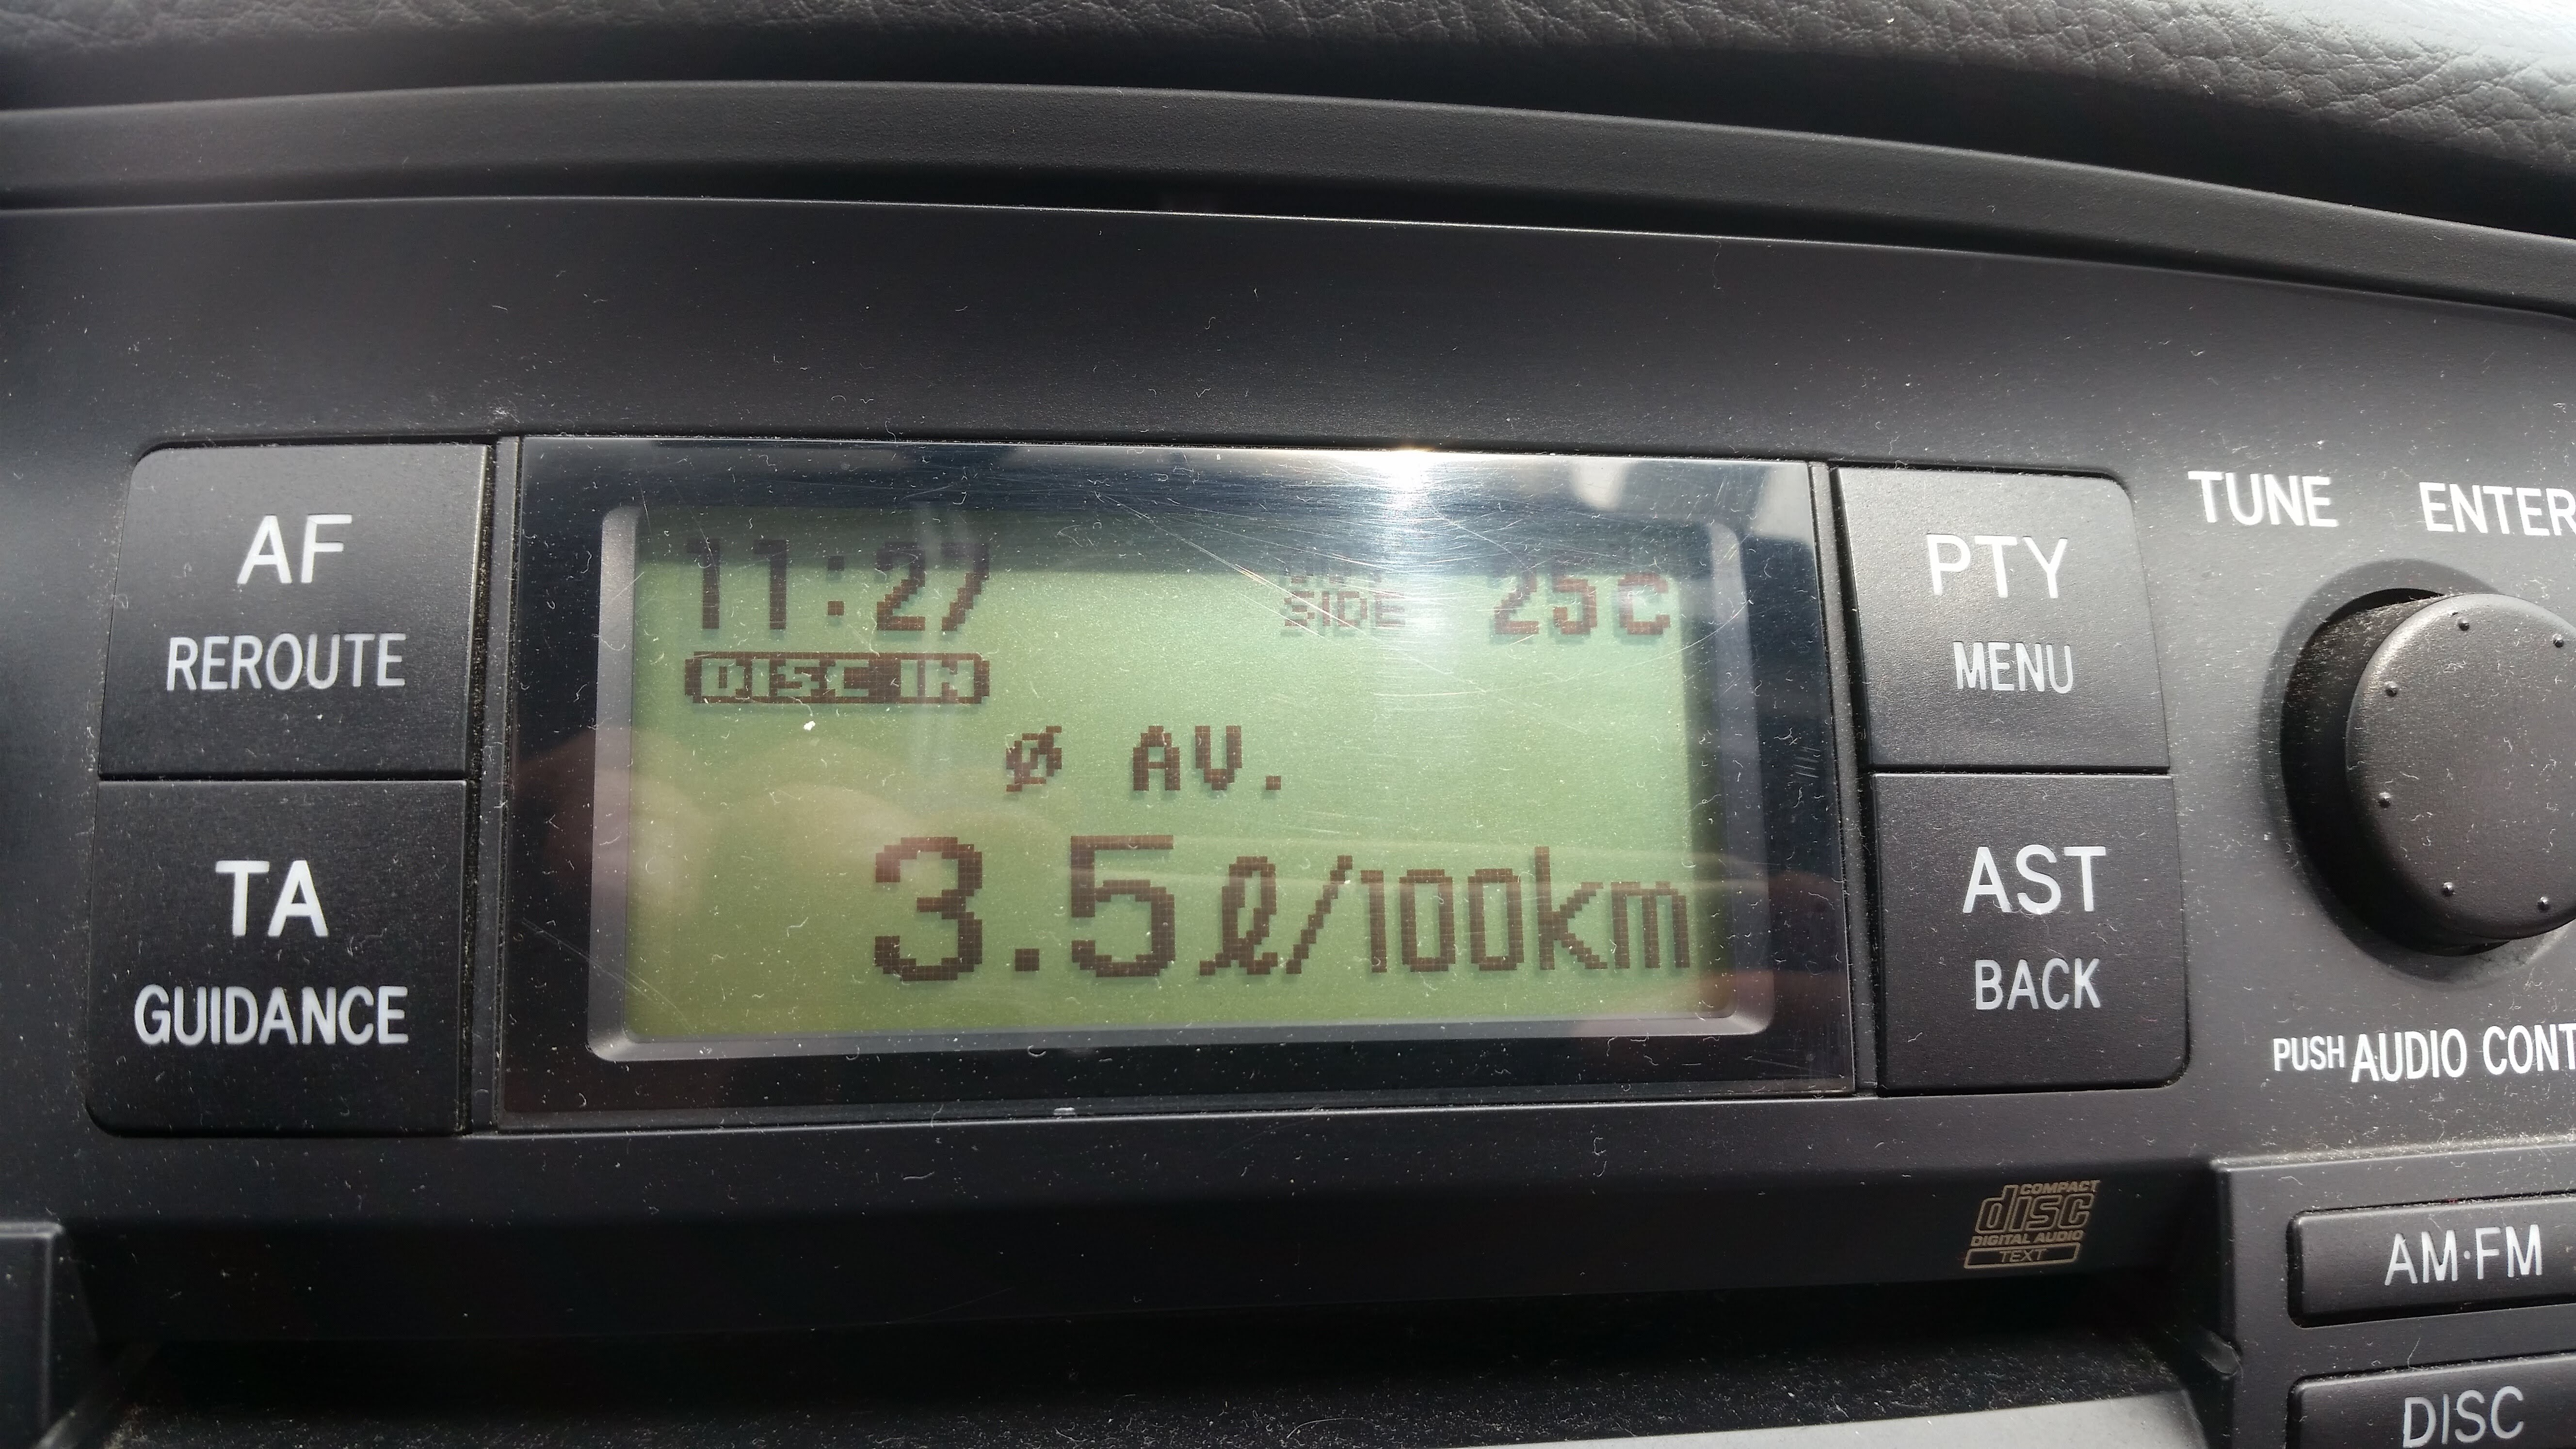 AF
REROUTE
TA
GUIDANCE
11:27
SIDE 25C
DISC IN
ø AV.
3.5ℓ/100km
PTY
MENU
AST
BACK
TUNE
ENTER
PUSH AUDIO CONT
COMPACT
disc
DIGITAL AUDIO
TEXT
AM·FM
DISC